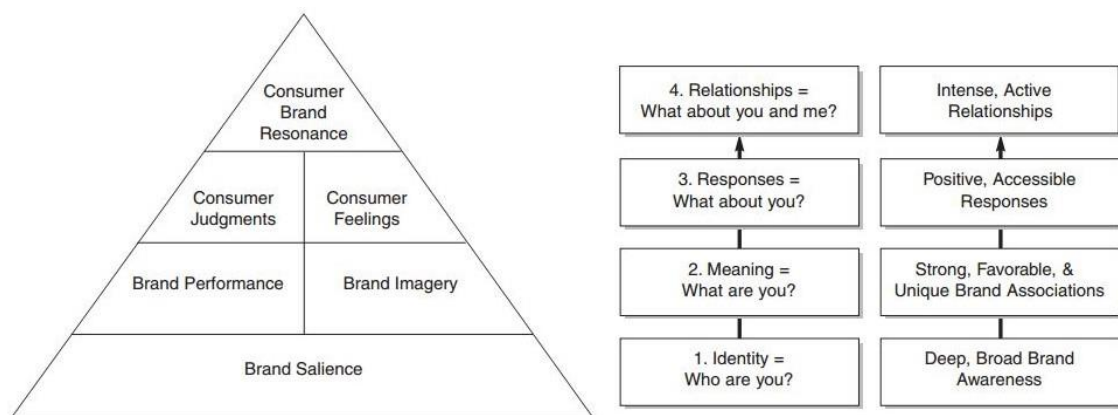 Consumer
Brand
Resonance
Consumer
Judgments
Consumer
Feelings
Brand Performance
Brand Imagery
Brand Salience
4. Relationships =
What about you and me?
Intense, Active
Relationships
3. Responses =
What about you?
Positive, Accessible
Responses
2. Meaning =
What are you?
Strong, Favorable, &
Unique Brand Associations
1. Identity =
Who are you?
Deep, Broad Brand
Awareness